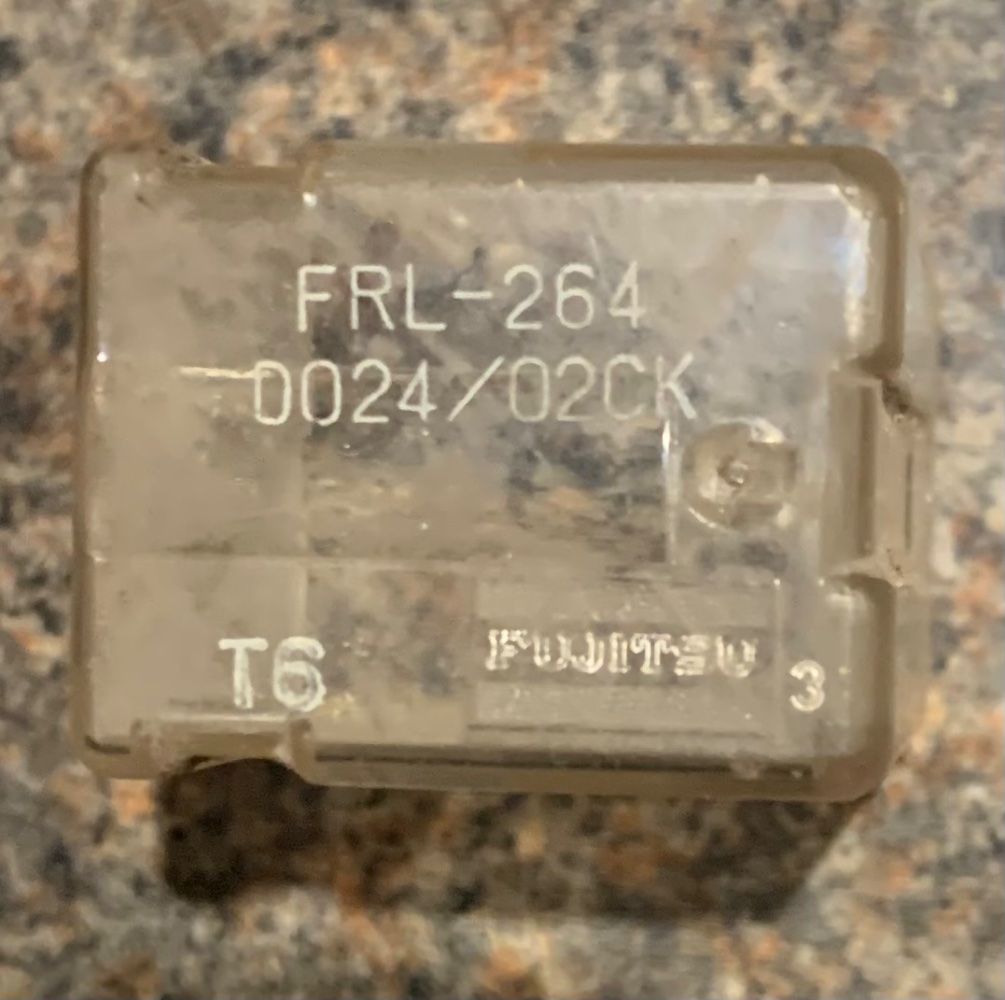 FRL-264
D024/02CK
T6
FUJITSU
3